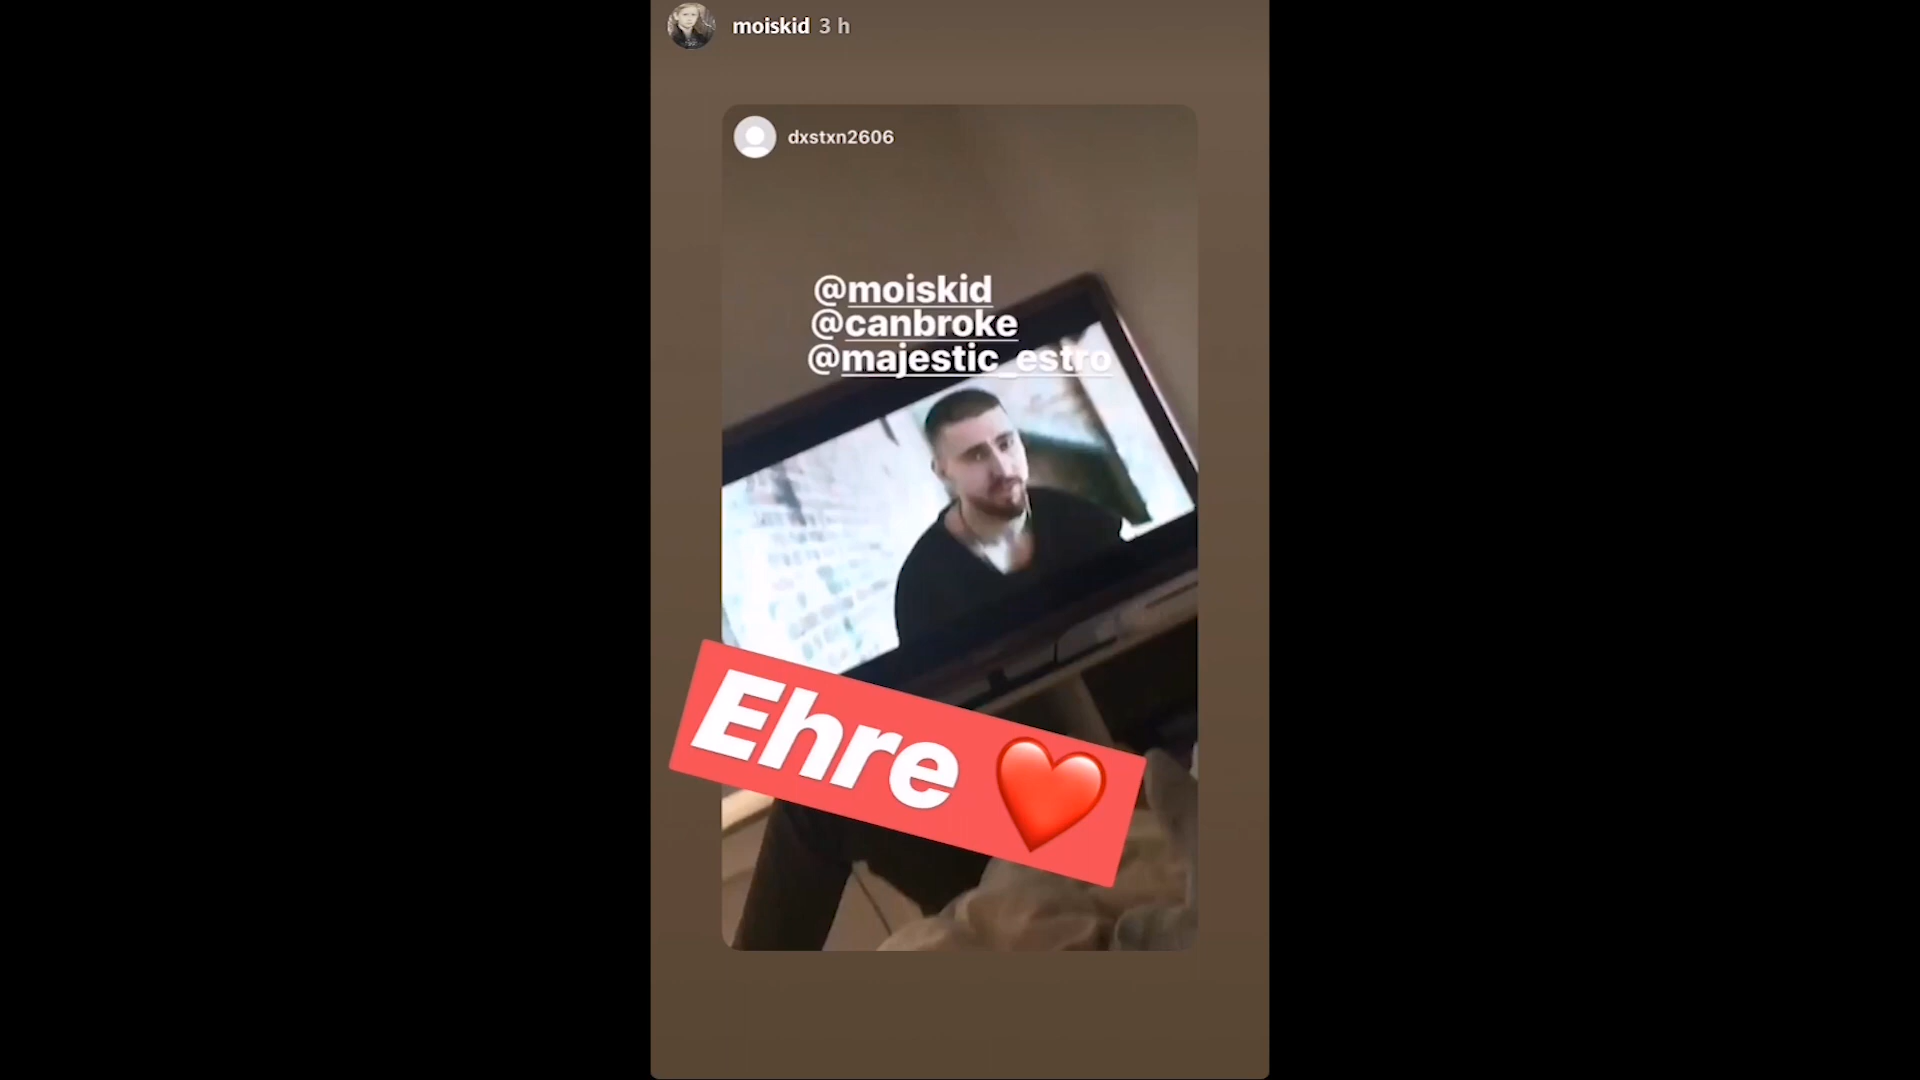 moiskid 3 h
dxstxn2606
@moiskid
@canbroke
@majestic_estro
Ehre ❤️